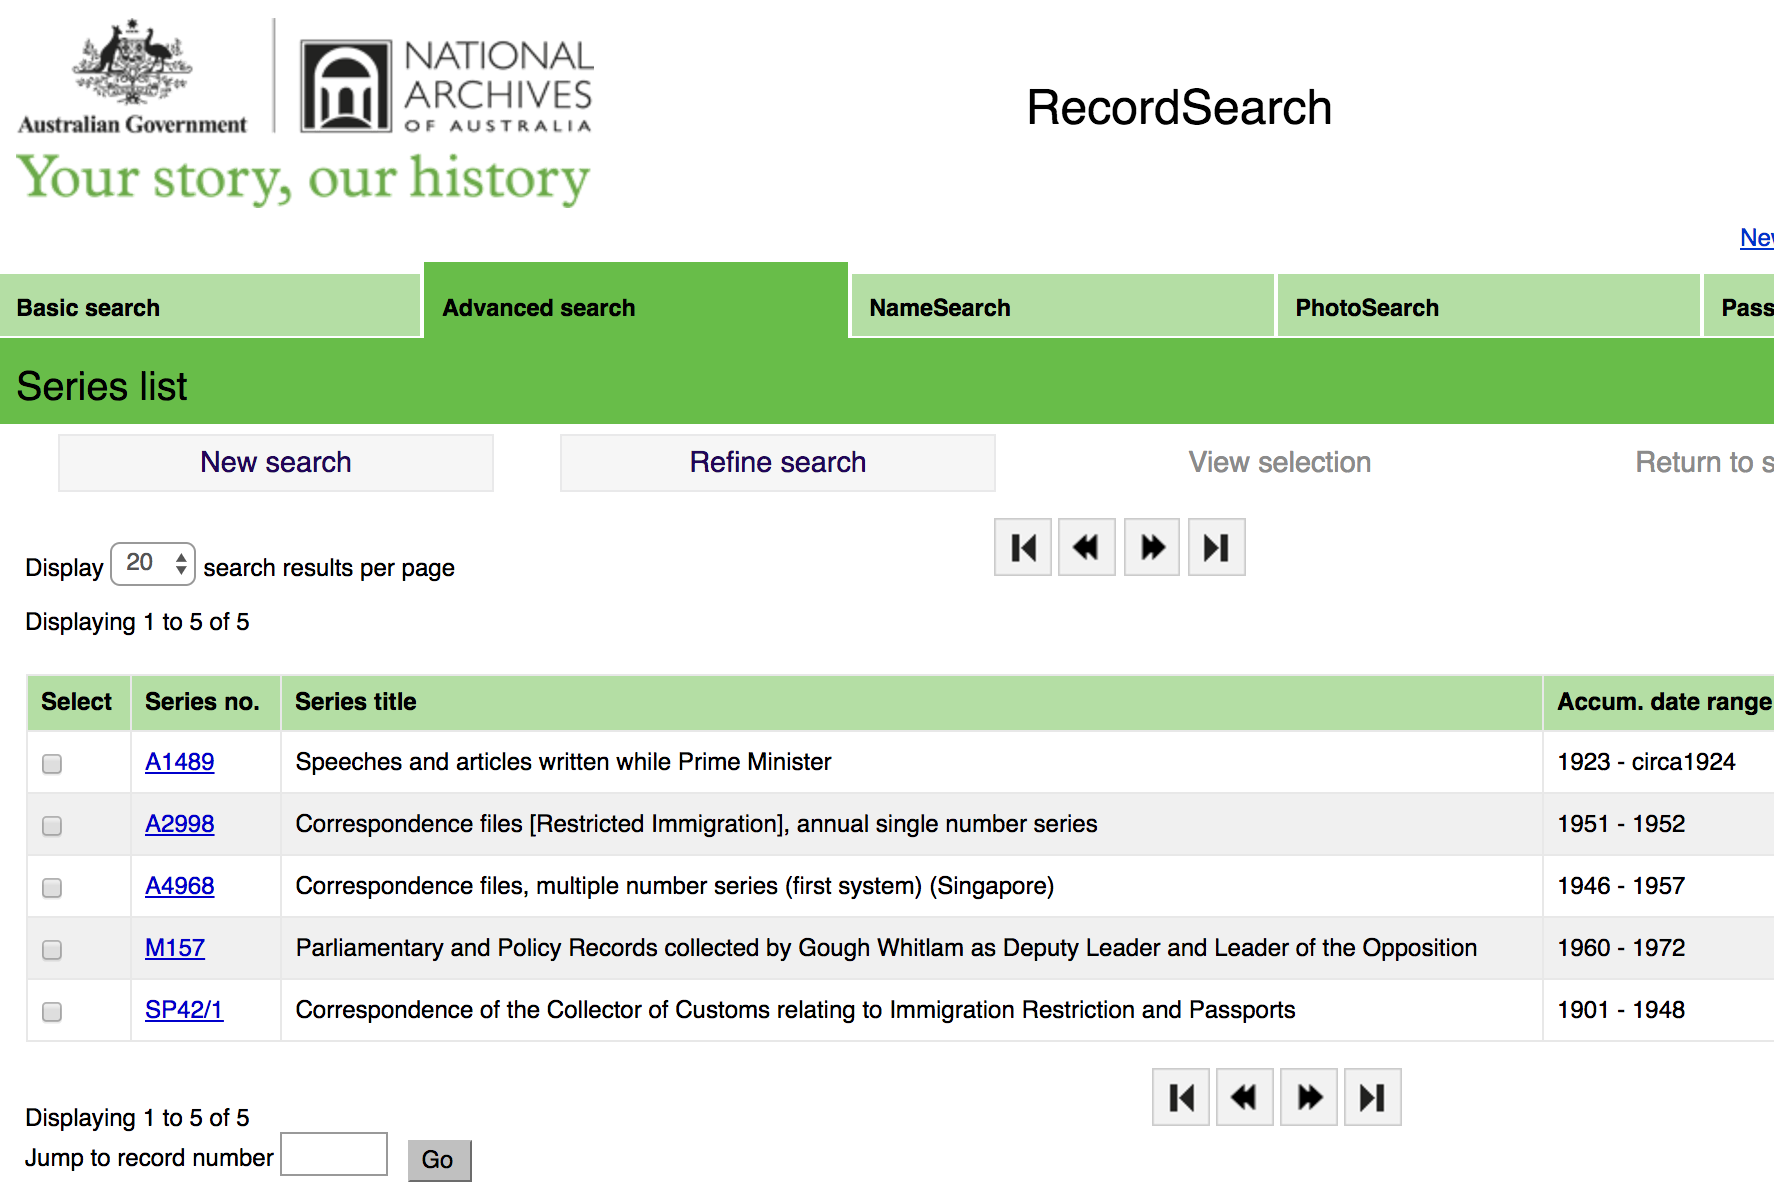 Australian Government
NATIONAL
ARCHIVES
OF AUSTRALIA
Your story, our history
RecordSearch
Basic search
Advanced search
NameSearch
PhotoSearch
Series list
New search
Refine search
View selection
Return to
Display 20 search results per page
Displaying 1 to 5 of 5
Select Series no. Series title Accum. date range
A1489 Speeches and articles written while Prime Minister 1923 - circa1924
A2998 Correspondence files [Restricted Immigration], annual single number series 1951 - 1952
A4968 Correspondence files, multiple number series (first system) (Singapore) 1946 - 1957
M157 Parliamentary and Policy Records collected by Gough Whitlam as Deputy Leader and Leader of the Opposition 1960 - 1972
SP42/1 Correspondence of the Collector of Customs relating to Immigration Restriction and Passports 1901 - 1948
Displaying 1 to 5 of 5
Jump to record number
Go